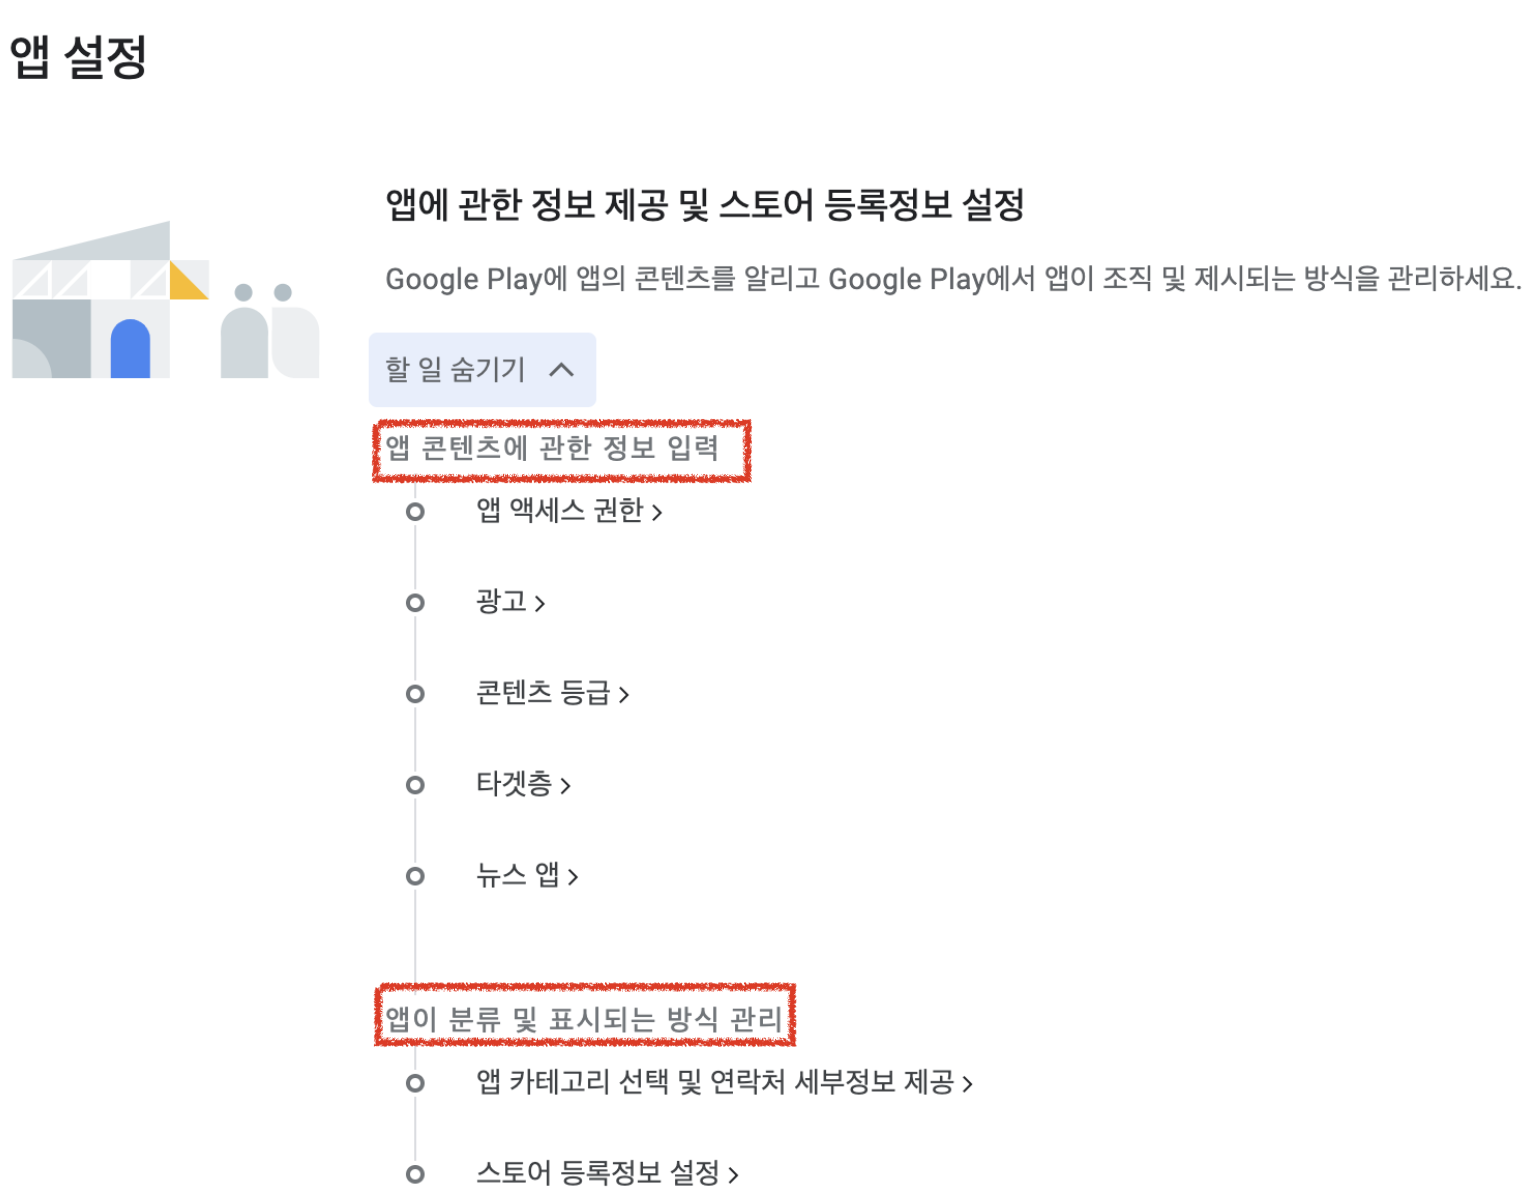 앱 설정
앱에 관한 정보 제공 및 스토어 등록정보 설정
Google Play에 앱의 콘텐츠를 알리고 Google Play에서 앱이 조직 및 제시되는 방식을 관리하세요.
할 일 숨기기
앱 콘텐츠에 관한 정보 입력
앱 액세스 권한
광고
콘텐츠 등급
타겟층
뉴스 앱
앱이 분류 및 표시되는 방식 관리
앱 카테고리 선택 및 연락처 세부정보 제공
스토어 등록정보 설정